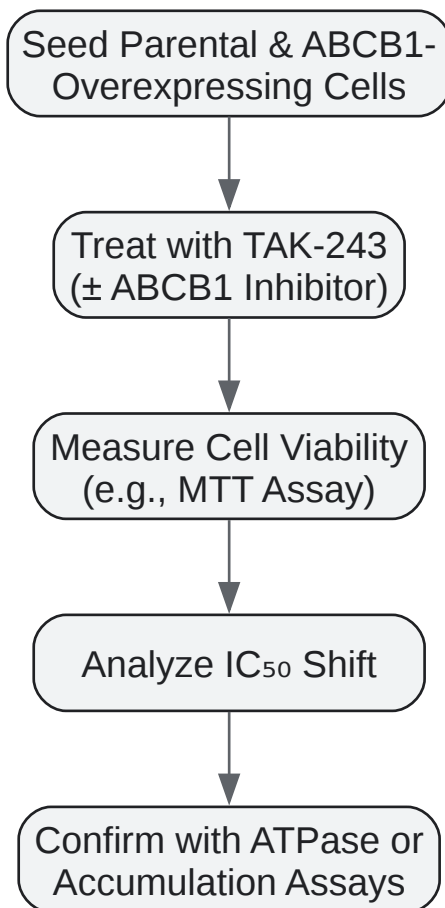 Seed Parental & ABCB1-
Overexpressing Cells
Treat with TAK-243
(± ABCB1 Inhibitor)
Measure Cell Viability
(e.g., MTT Assay)
Analyze IC₅₀ Shift
Confirm with ATPase or
Accumulation Assays